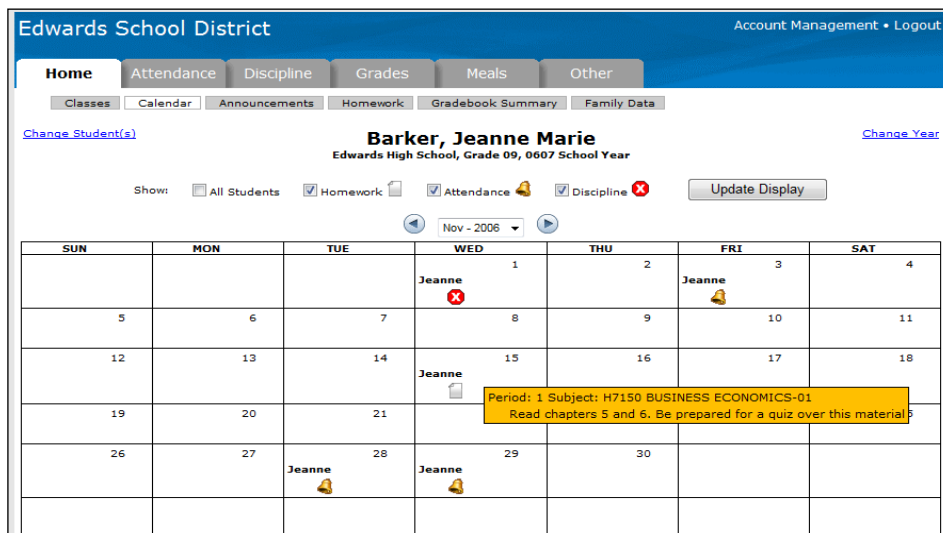 Edwards School District
Account Management • Logout
Home Attendance Discipline Grades Meals Other
Classes Calendar Announcements Homework Gradebook Summary Family Data
Change Student(s)
Barker, Jeanne Marie
Change Year
Edwards High School, Grade 09, 0607 School Year
Show: All Students Homework Attendance Discipline Update Display
Nov - 2006
SUN MON TUE WED THU FRI SAT
1 2 3 4
Jeanne Jeanne
5 6 7 8 9 10 11
12 13 14 15 16 17 18
Jeanne
Period: 1 Subject: H7150 BUSINESS ECONOMICS-01
Read chapters 5 and 6. Be prepared for a quiz over this material
19 20 21
26 27 28 29 30
Jeanne Jeanne